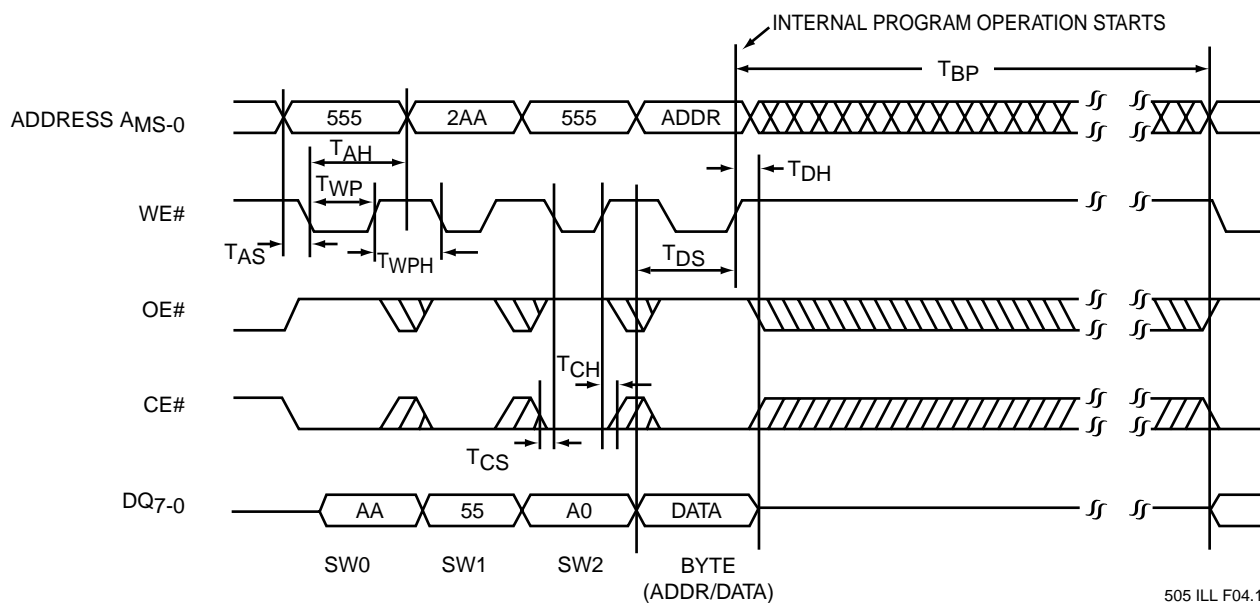 INTERNAL PROGRAM OPERATION STARTS
TBP
ADDRESS AMS-0
555
2AA
555
ADDR
TAH
TDH
TWP
WE#
TAS
TWPH
TDS
OE#
TCH
CE#
TCS
DQ7-0
AA
55
A0
DATA
SW0
SW1
SW2
BYTE
(ADDR/DATA)
505 ILL F04.1